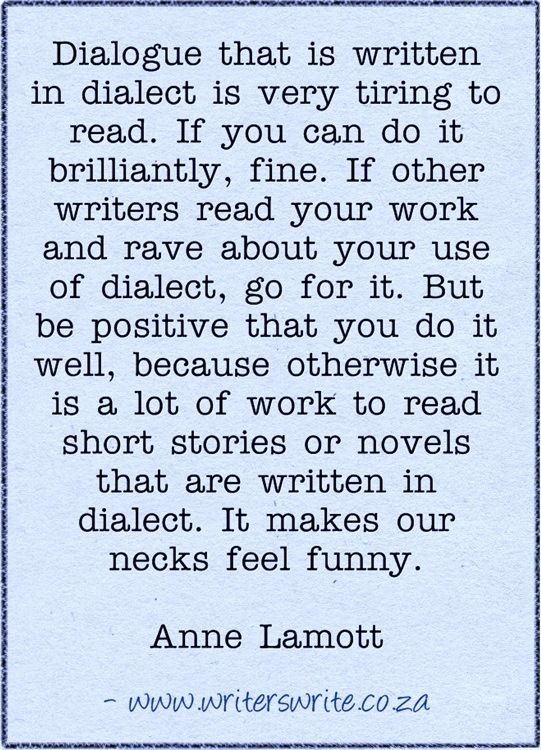 Dialogue that is written
in dialect is very tiring to
read. If you can do it
brilliantly, fine. If other
writers read your work
and rave about your use
of dialect, go for it. But
be positive that you do it
well, because otherwise it
is a lot of work to read
short stories or novels
that are written in
dialect. It makes our
necks feel funny.
Anne Lamott
- www.writerswrite.co.za